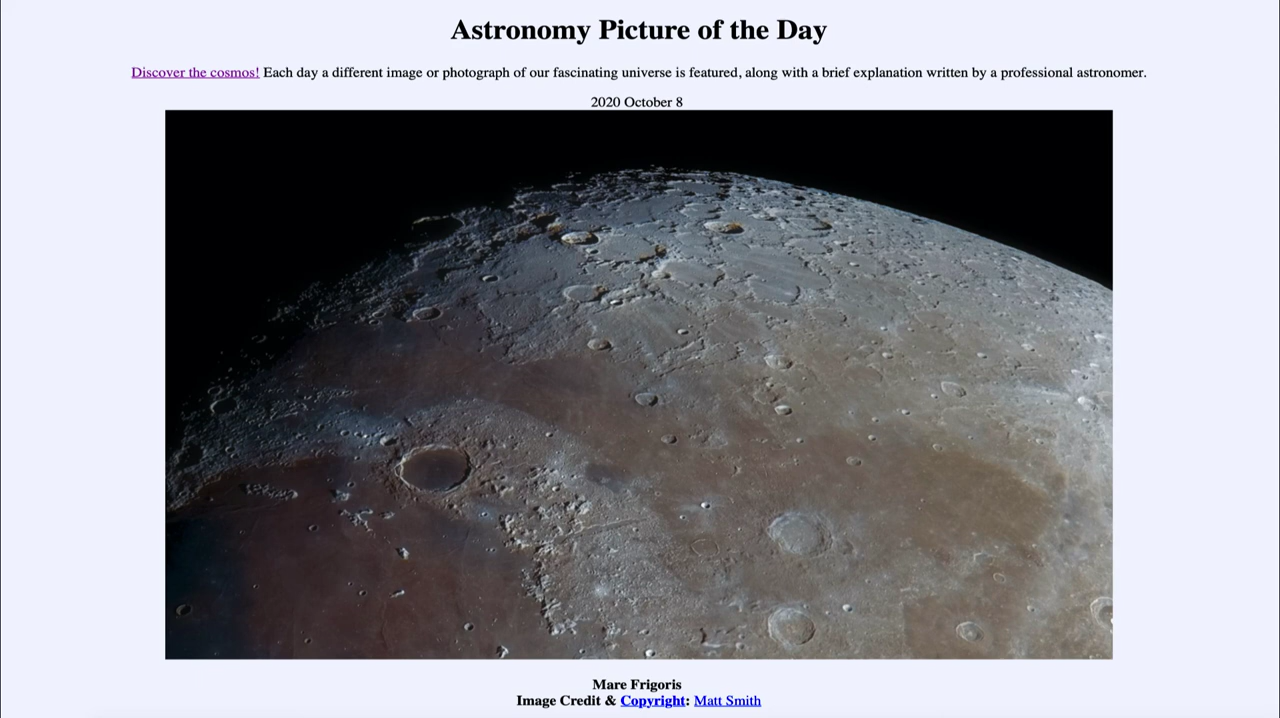 Astronomy Picture of the Day
Discover the cosmos! Each day a different image or photograph of our fascinating universe is featured, along with a brief explanation written by a professional astronomer.
2020 October 8
Mare Frigoris
Image Credit & Copyright: Matt Smith